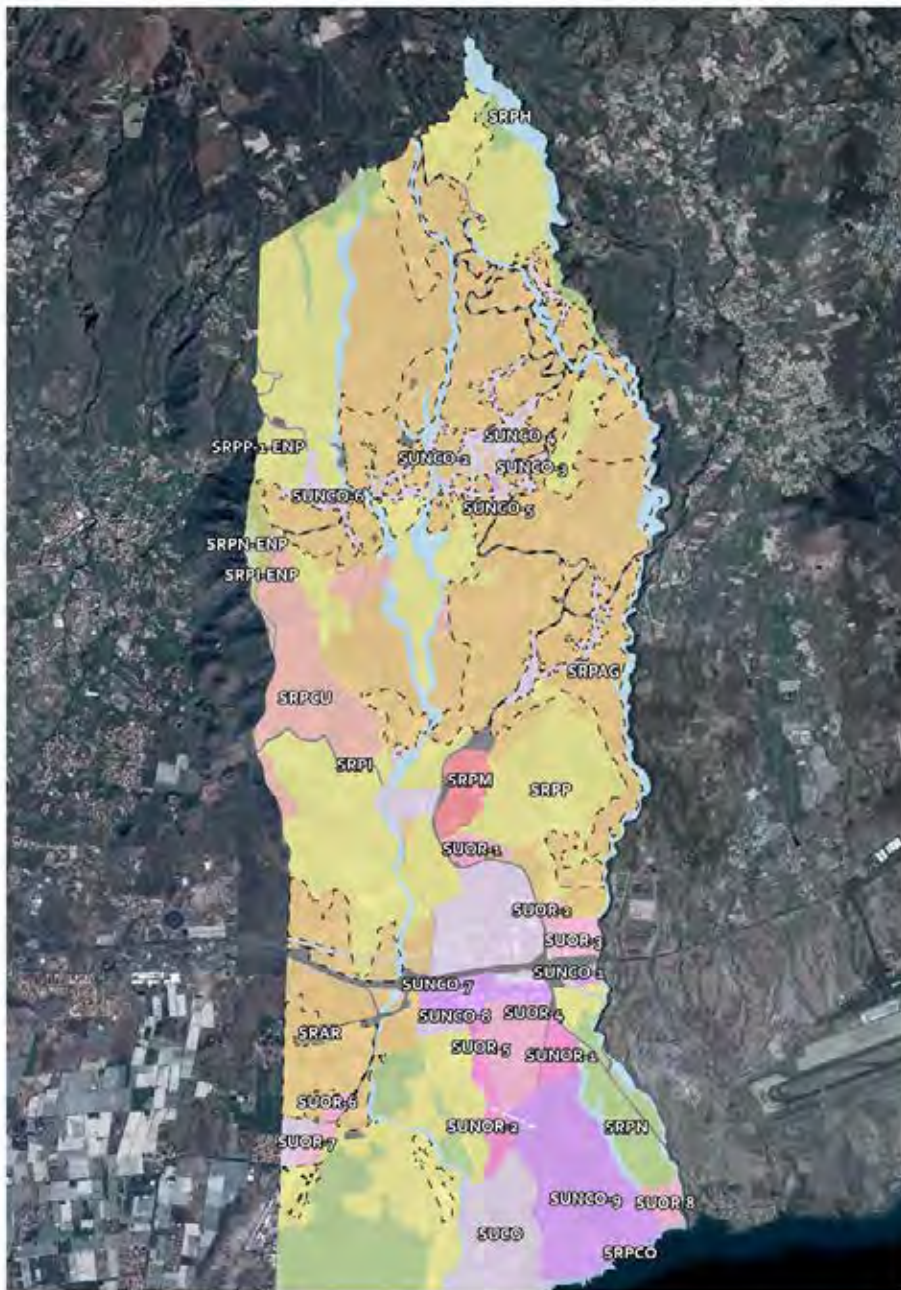 SRPH
SUNCO-4
SRPP-1-ENP
SUNCO-2
SUNCO-3
SUNCO-6
SUNCO-5
SRPN-ENP
SRPI-ENP
SRPAG
SRPCU
SRPI
SRPM
SRPP
SUOR-1
SUOR-2
SUOR-3
SUNCO-1
SUNCO-7
SUNCO-8
SUOR-4
SRAR
SUOR-5
SUNOR-1
SUOR-6
SUNOR-2
SRPN
SUOR-7
SUNCO-9
SUOR 8
SUCO
SRPCO